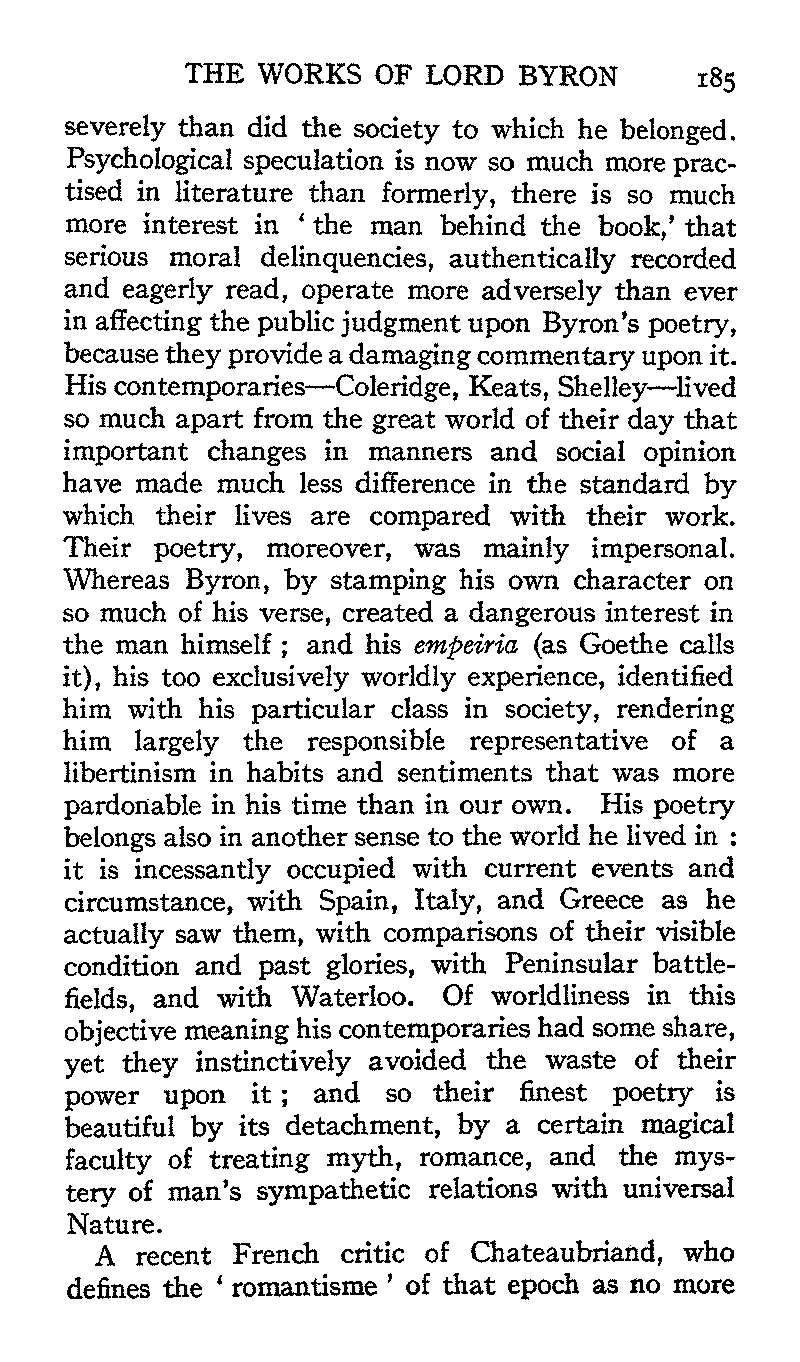 THE WORKS OF LORD BYRON 185
severely than did the society to which he belonged.
Psychological speculation is now so much more prac-
tised in literature than formerly, there is so much
more interest in ‘ the man behind the book,’ that
serious moral delinquencies, authentically recorded
and eagerly read, operate more adversely than ever
in affecting the public judgment upon Byron’s poetry,
because they provide a damaging commentary upon it.
His contemporaries—Coleridge, Keats, Shelley—lived
so much apart from the great world of their day that
important changes in manners and social opinion
have made much less difference in the standard by
which their lives are compared with their work.
Their poetry, moreover, was mainly impersonal.
Whereas Byron, by stamping his own character on
so much of his verse, created a dangerous interest in
the man himself ; and his empeiria (as Goethe calls
it), his too exclusively worldly experience, identified
him with his particular class in society, rendering
him largely the responsible representative of a
libertinism in habits and sentiments that was more
pardonable in his time than in our own. His poetry
belongs also in another sense to the world he lived in :
it is incessantly occupied with current events and
circumstance, with Spain, Italy, and Greece as he
actually saw them, with comparisons of their visible
condition and past glories, with Peninsular battle-
fields, and with Waterloo. Of worldliness in this
objective meaning his contemporaries had some share,
yet they instinctively avoided the waste of their
power upon it ; and so their finest poetry is
beautiful by its detachment, by a certain magical
faculty of treating myth, romance, and the mys-
tery of man’s sympathetic relations with universal
Nature.
A recent French critic of Chateaubriand, who
defines the ‘ romantisme ’ of that epoch as no more